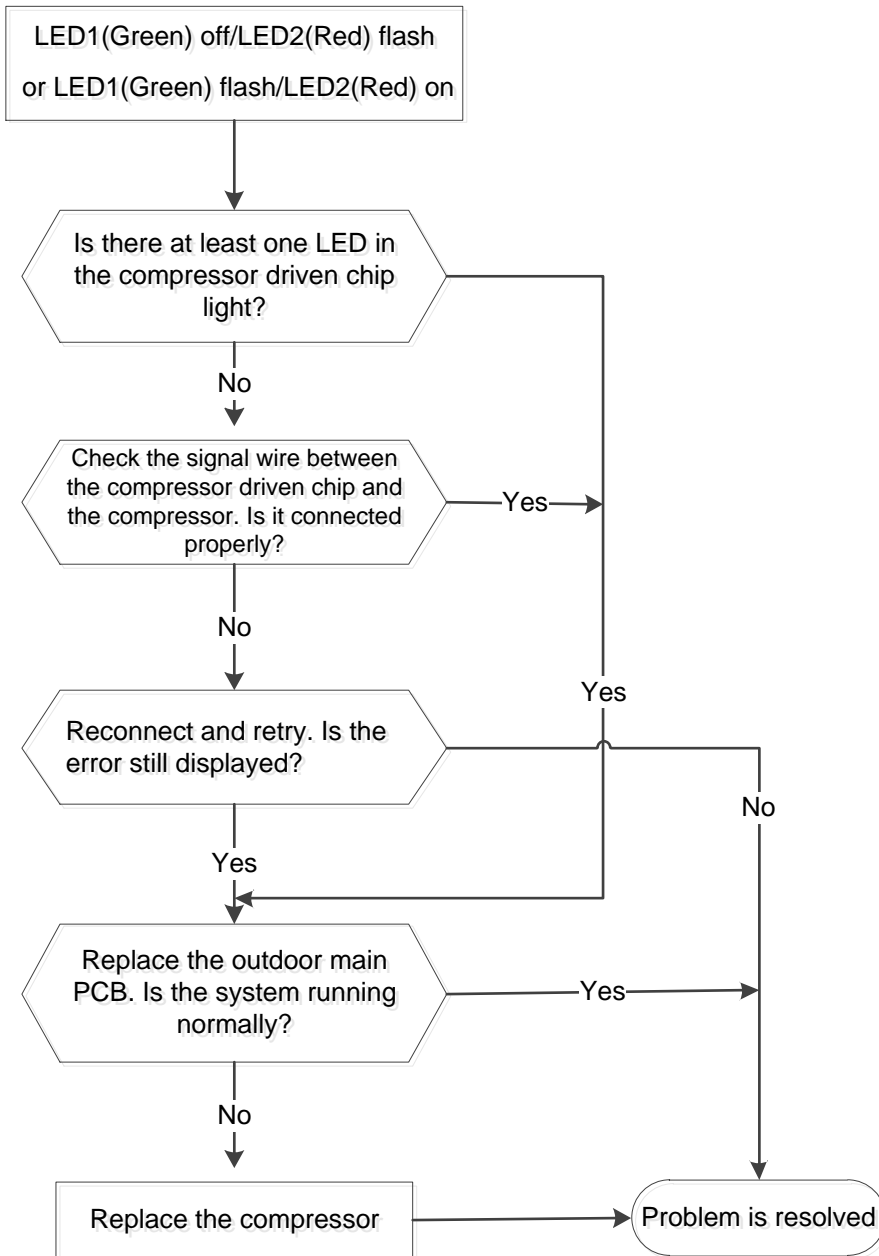 LED1(Green) off/LED2(Red) flash
or LED1(Green) flash/LED2(Red) on
Is there at least one LED in
the compressor driven chip
light?
No
Check the signal wire between
the compressor driven chip and
the compressor. Is it connected
properly?
Yes
No
Yes
Reconnect and retry. Is the
error still displayed?
No
Yes
Replace the outdoor main
PCB. Is the system running
normally?
Yes
No
Replace the compressor
Problem is resolved